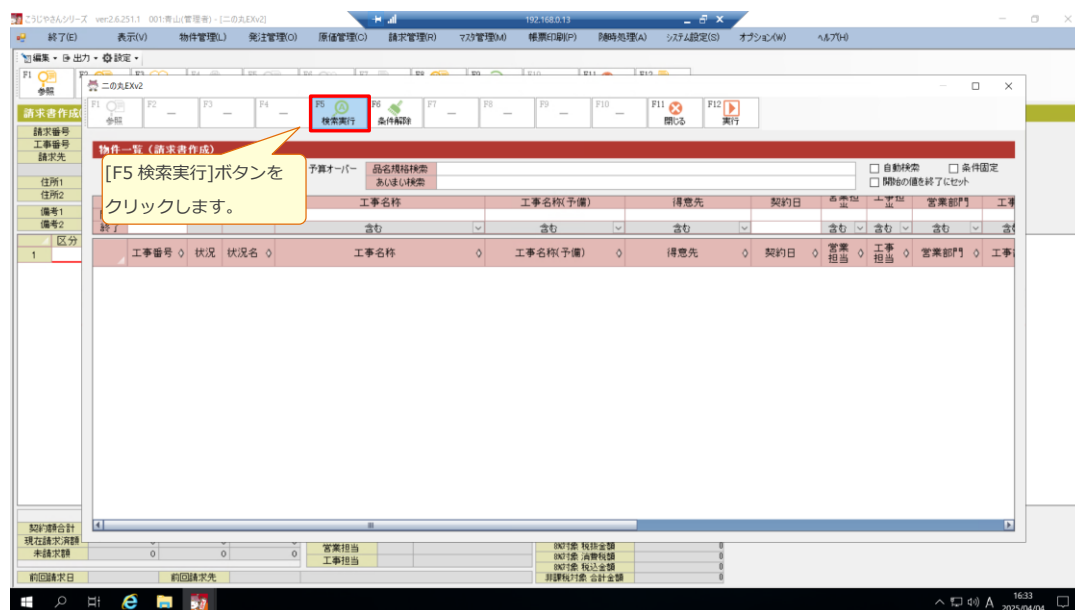 こうじやさんシリーズ ver2.6.251.1 001:青山(管理者) - [二の丸EXv2]
192.168.0.13
終了(E) 表示(V) 物件管理(L) 発注管理(O) 原価管理(C) 請求管理(R) マスタ管理(M) 帳票印刷(P) 随時処理(A) システム設定(S) オプション(W) ヘルプ(H)
編集 出力 設定
F1
参照
二の丸EXv2
F1 F2 F3 F4 F5 F6 F7 F8 F9 F10 F11 F12
参照 検索実行 条件解除 閉じる 実行
請求書作成
請求番号
工事番号
請求先
住所1
住所2
備考1
備考2
区分
1
物件一覧(請求書作成)
[F5 検索実行]ボタンを
クリックします。
予算オーバー 品名規格検索 自動検索 条件固定
あいまい検索 開始の値を終了にセット
工事名称 工事名称(予備) 得意先 契約日 営業部門
終了 含む 含む 含む 含む 含む 含む
工事番号 状況 状況名 工事名称 工事名称(予備) 得意先 契約日 営業担当 工事担当 営業部門
契約額合計
現在請求済額
未請求額 0 0 0
営業担当
工事担当
8%対象 税抜金額 0
8%対象 消費税額 0
8%対象 税込金額 0
非課税対象 合計金額 0
前回請求日 前回請求先
A 16:33
2025/04/04